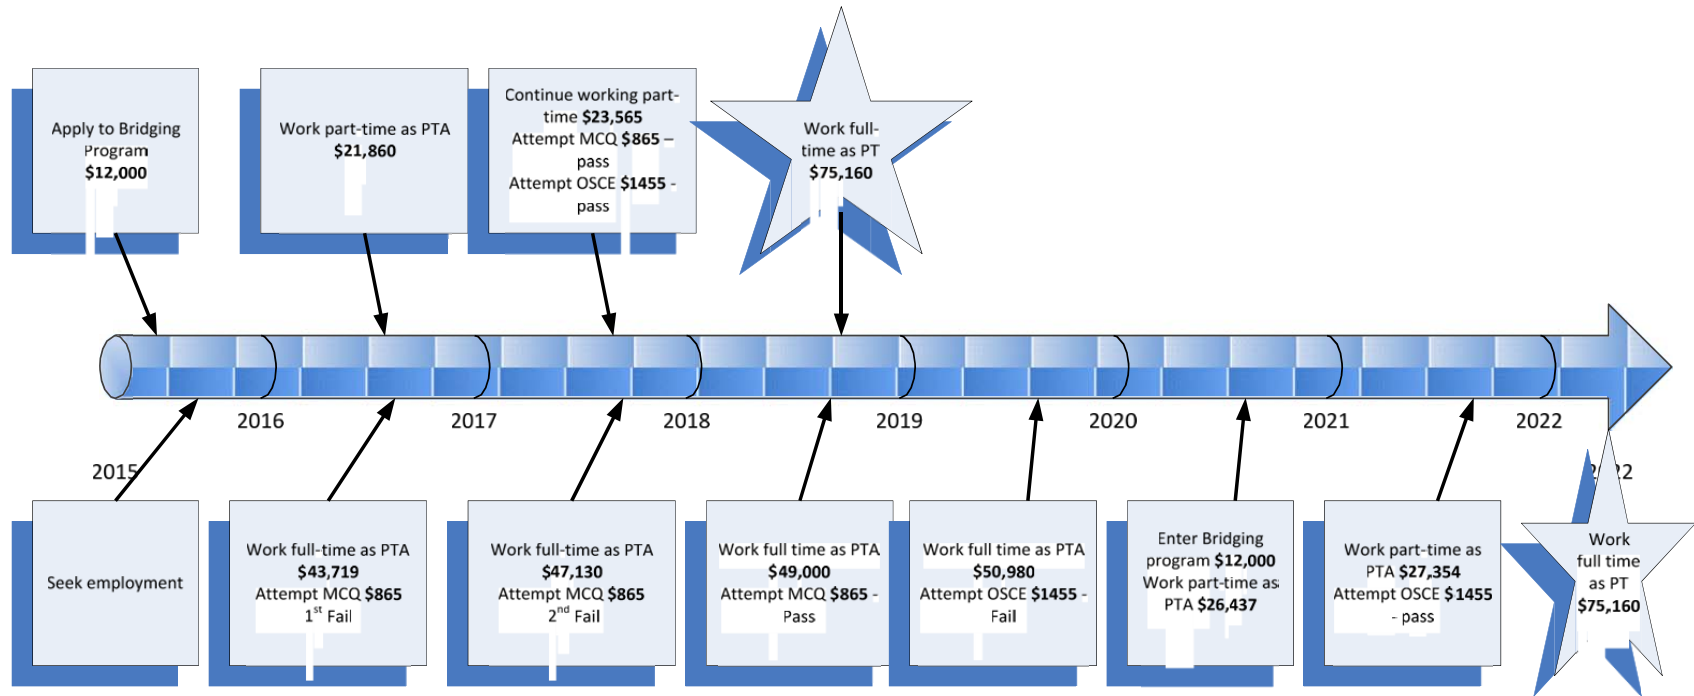 Apply to Bridging
Program
$12,000
Work part-time as PTA
$21,860
Continue working part-
time $23,565
Attempt MCQ $865 –
pass
Attempt OSCE $1455 -
pass
Work full-
time as PT
$75,160
2016
2017
2018
2019
2020
2021
2022
2015
Seek employment
Work full-time as PTA
$43,719
Attempt MCQ $865
1st Fail
Work full-time as PTA
$47,130
Attempt MCQ $865
2nd Fail
Work full time as PTA
$49,000
Attempt MCQ $865 -
Pass
Work full time as PTA
$50,980
Attempt OSCE $1455 -
Fail
Enter Bridging
program $12,000
Work part-time as
PTA $26,437
Work part-time as
PTA $27,354
Attempt OSCE $1455
- pass
Work
full time
as PT
$75,160